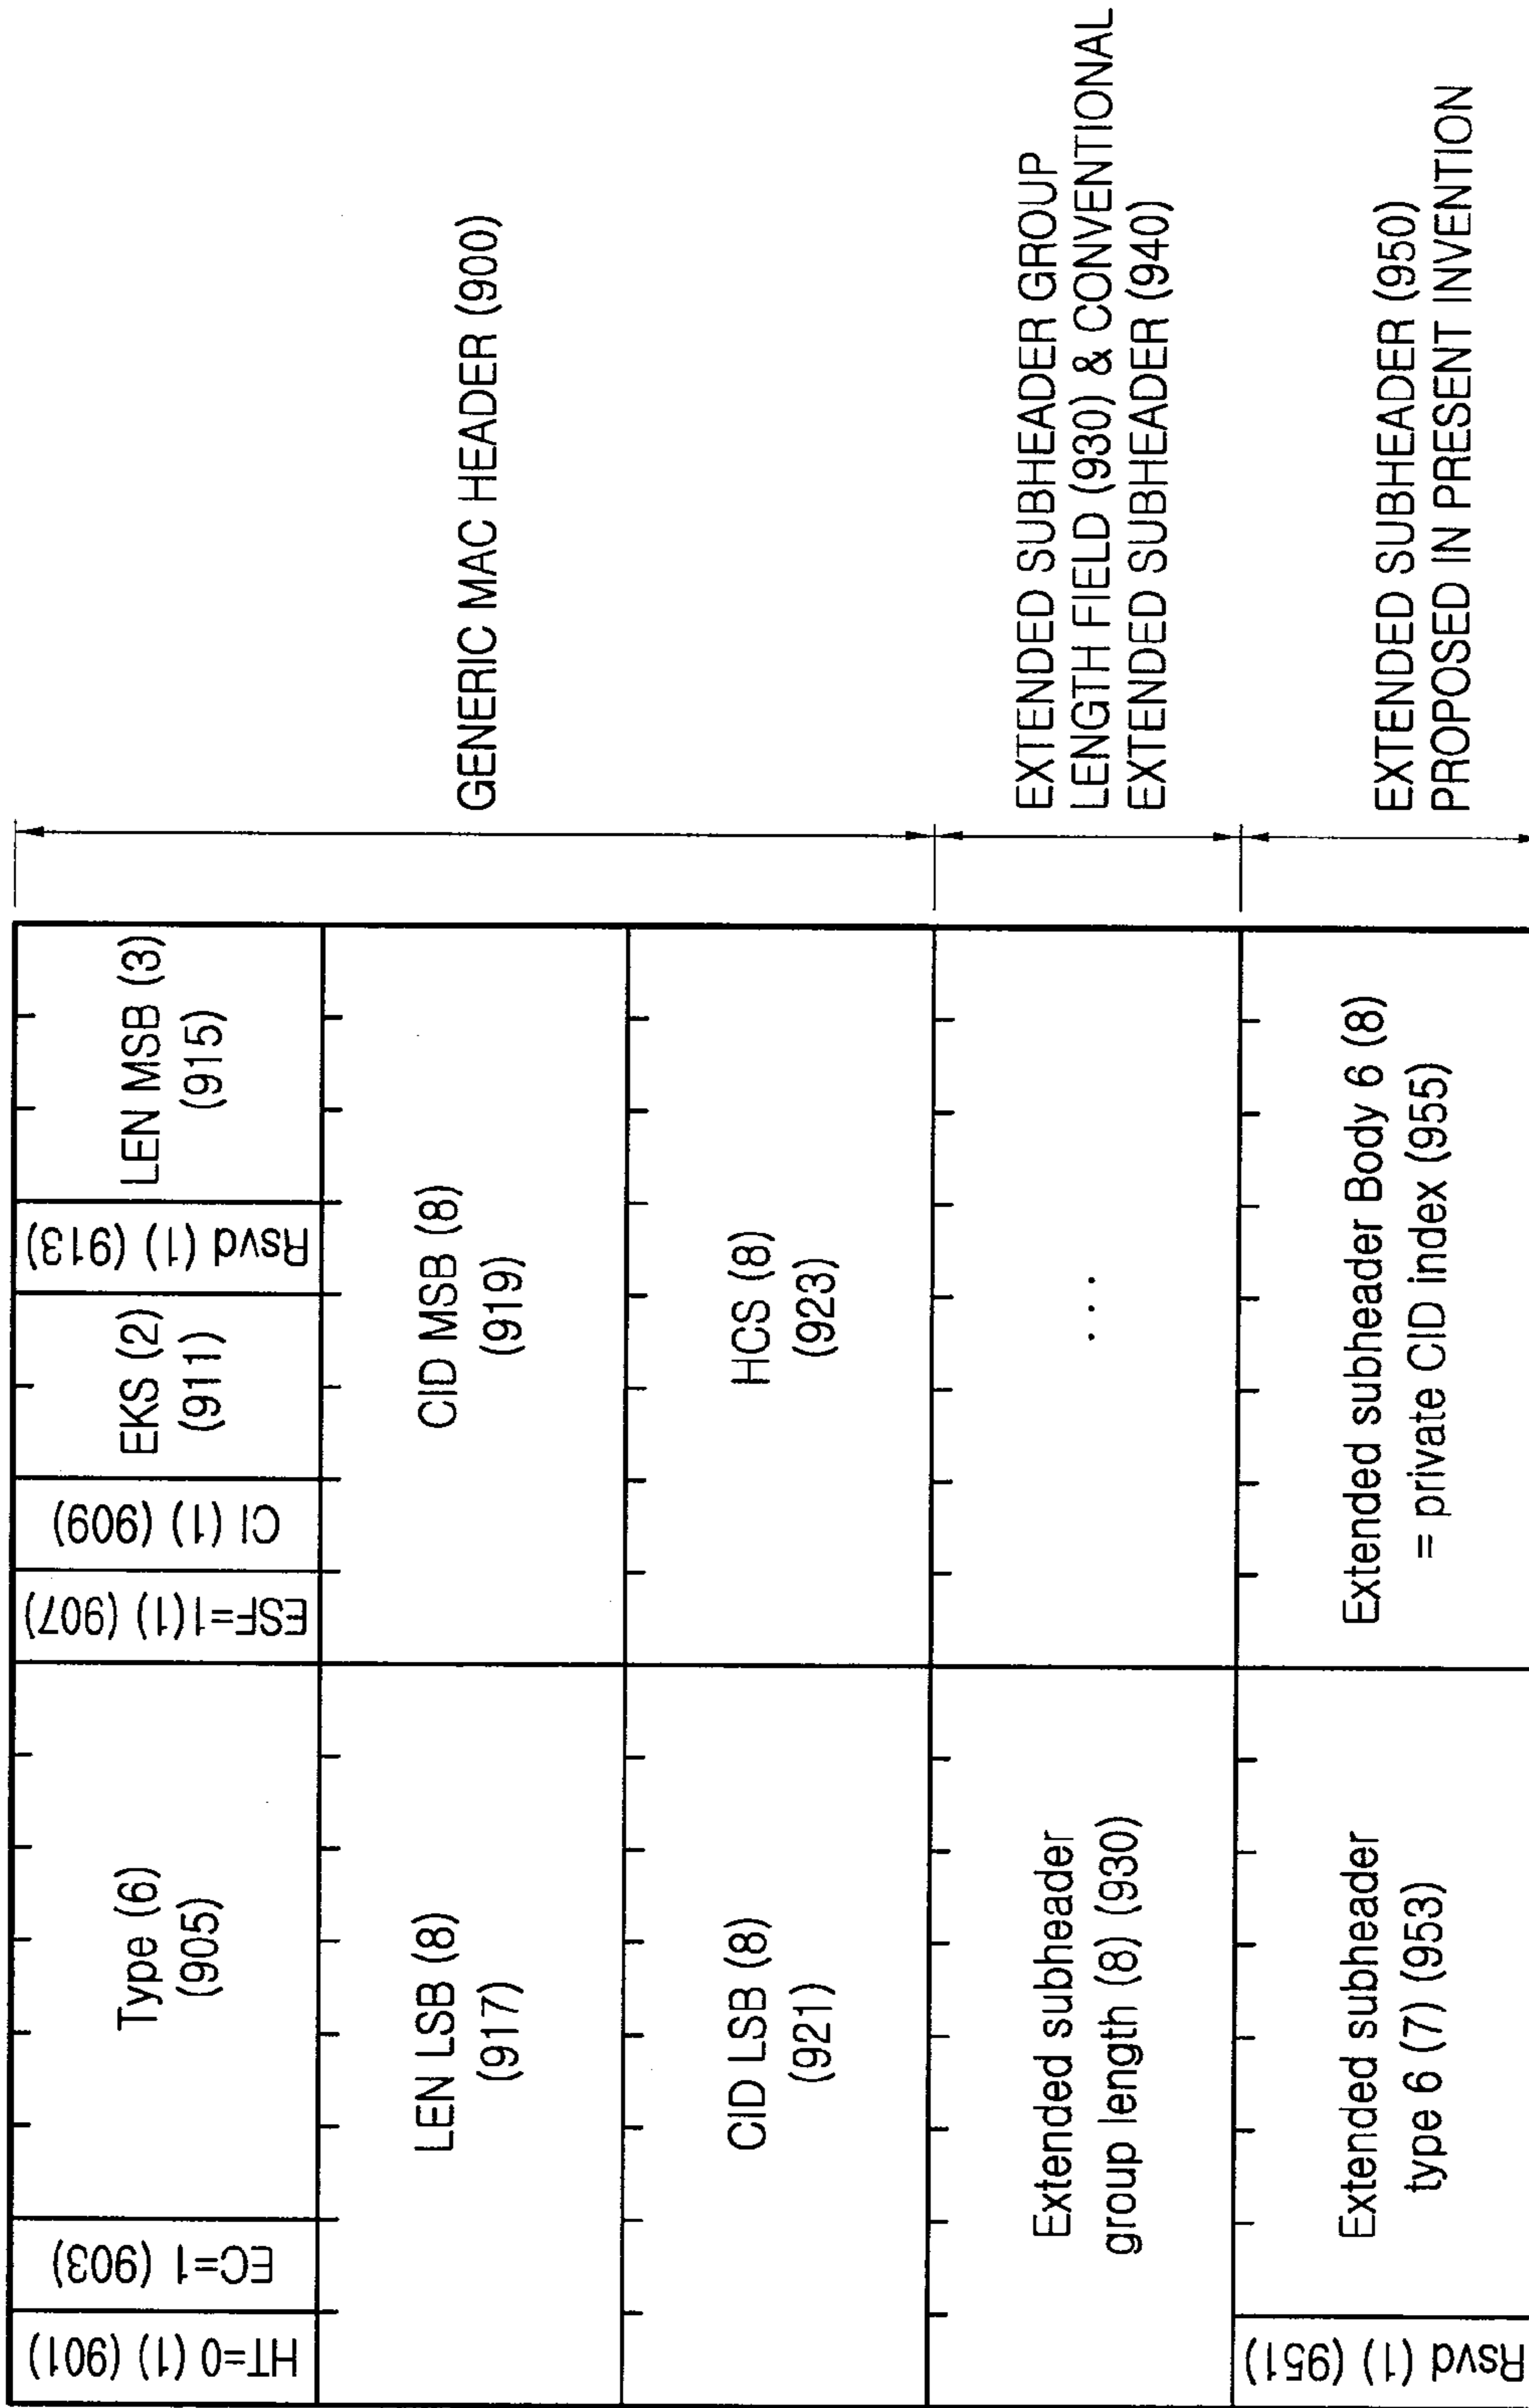 HT=0 (1) (901)
EC=1 (903)
Type (6)
(905)
ESF=1(1) (907)
CI (1) (909)
EKS (2)
(911)
Rsvd (1) (913)
LEN MSB (3)
(915)
LEN LSB (8)
(917)
CID MSB (8)
(919)
CID LSB (8)
(921)
HCS (8)
(923)
GENERIC MAC HEADER (900)
Extended subheader
group length (8) (930)
...
EXTENDED SUBHEADER GROUP
LENGTH FIELD (930) & CONVENTIONAL
EXTENDED SUBHEADER (940)
Rsvd (1) (951)
Extended subheader
type 6 (7) (953)
Extended subheader Body 6 (8)
= private CID index (955)
EXTENDED SUBHEADER (950)
PROPOSED IN PRESENT INVENTION